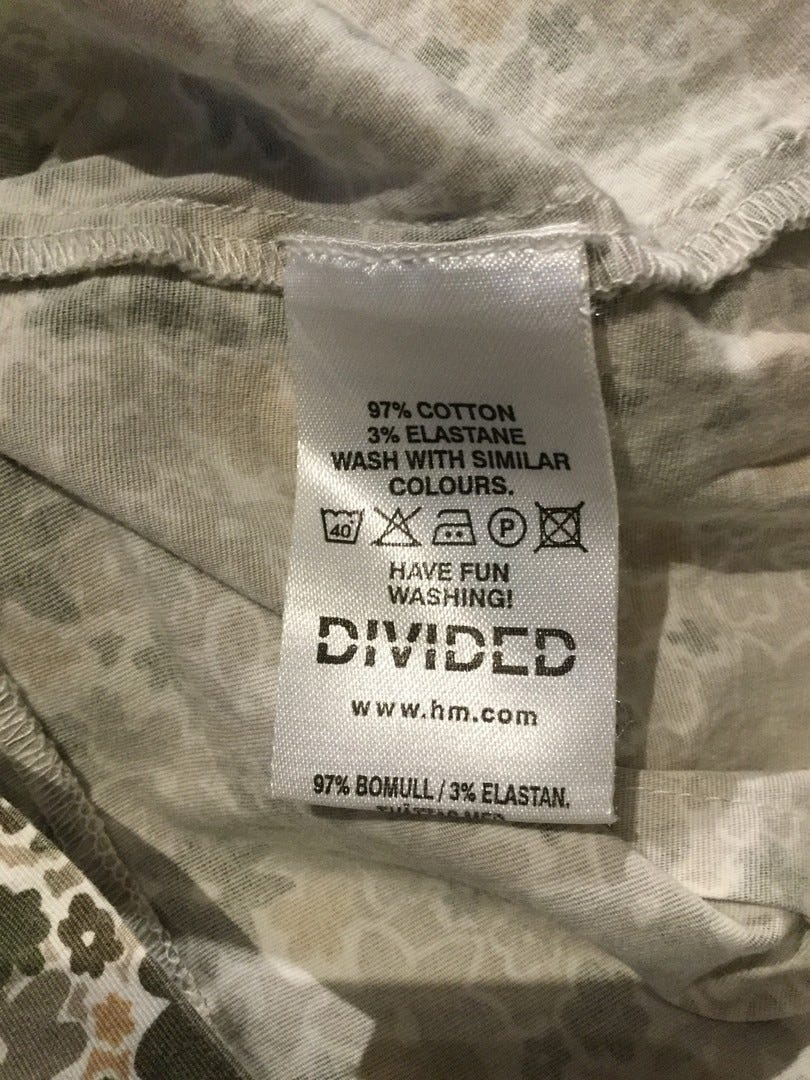 97% COTTON
3% ELASTANE
WASH WITH SIMILAR
COLOURS.
40 P
HAVE FUN
WASHING!
DIVIDED
www.hm.com
97% BOMULL / 3% ELASTAN.